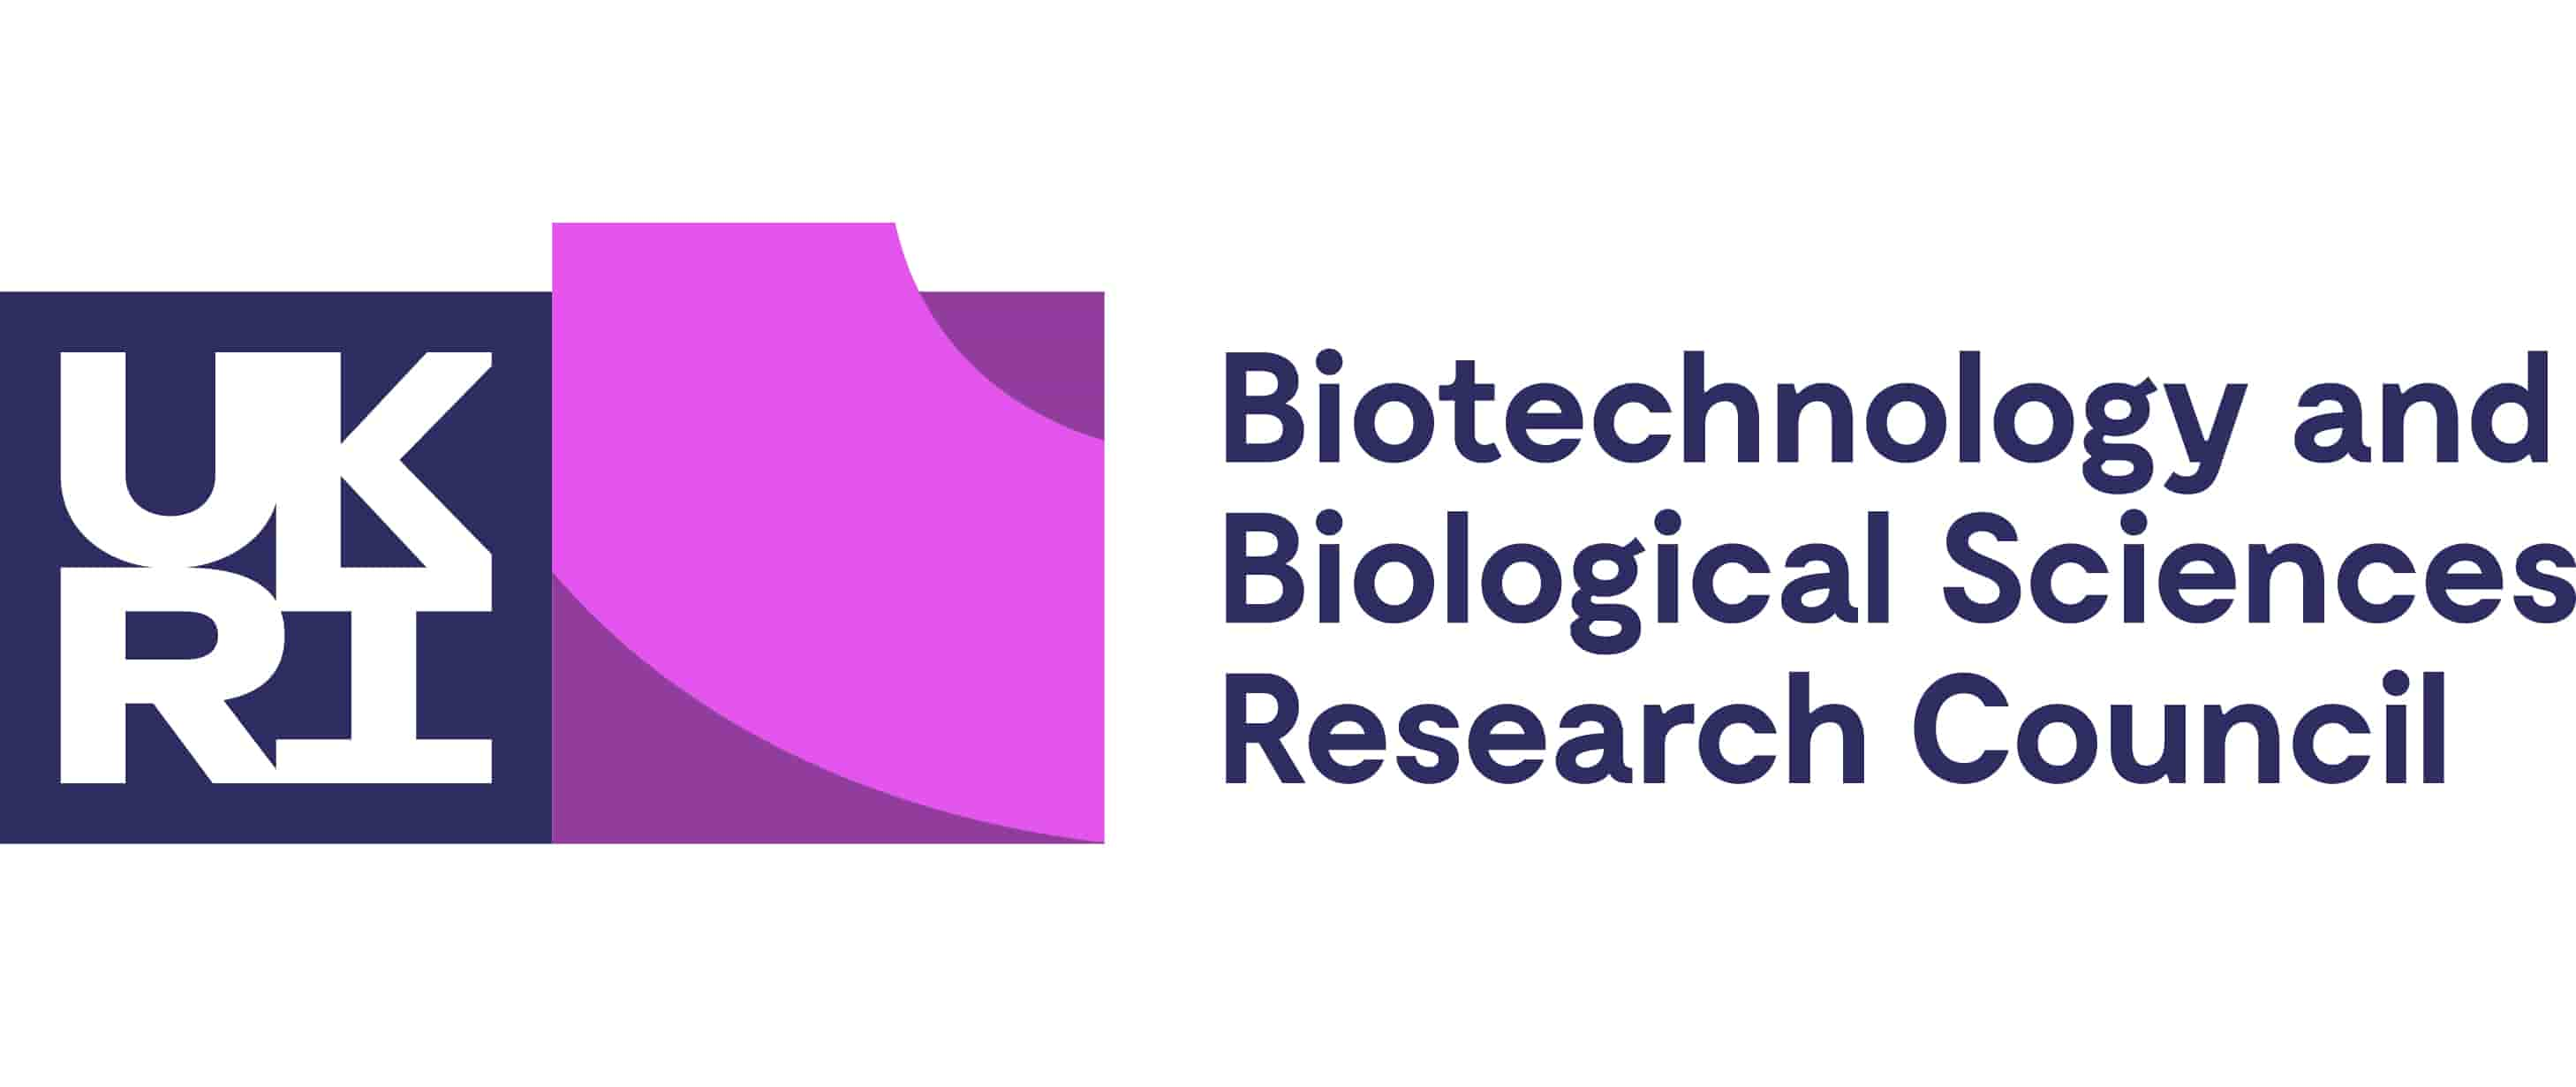 UK
RI
Biotechnology and
Biological Sciences
Research Council